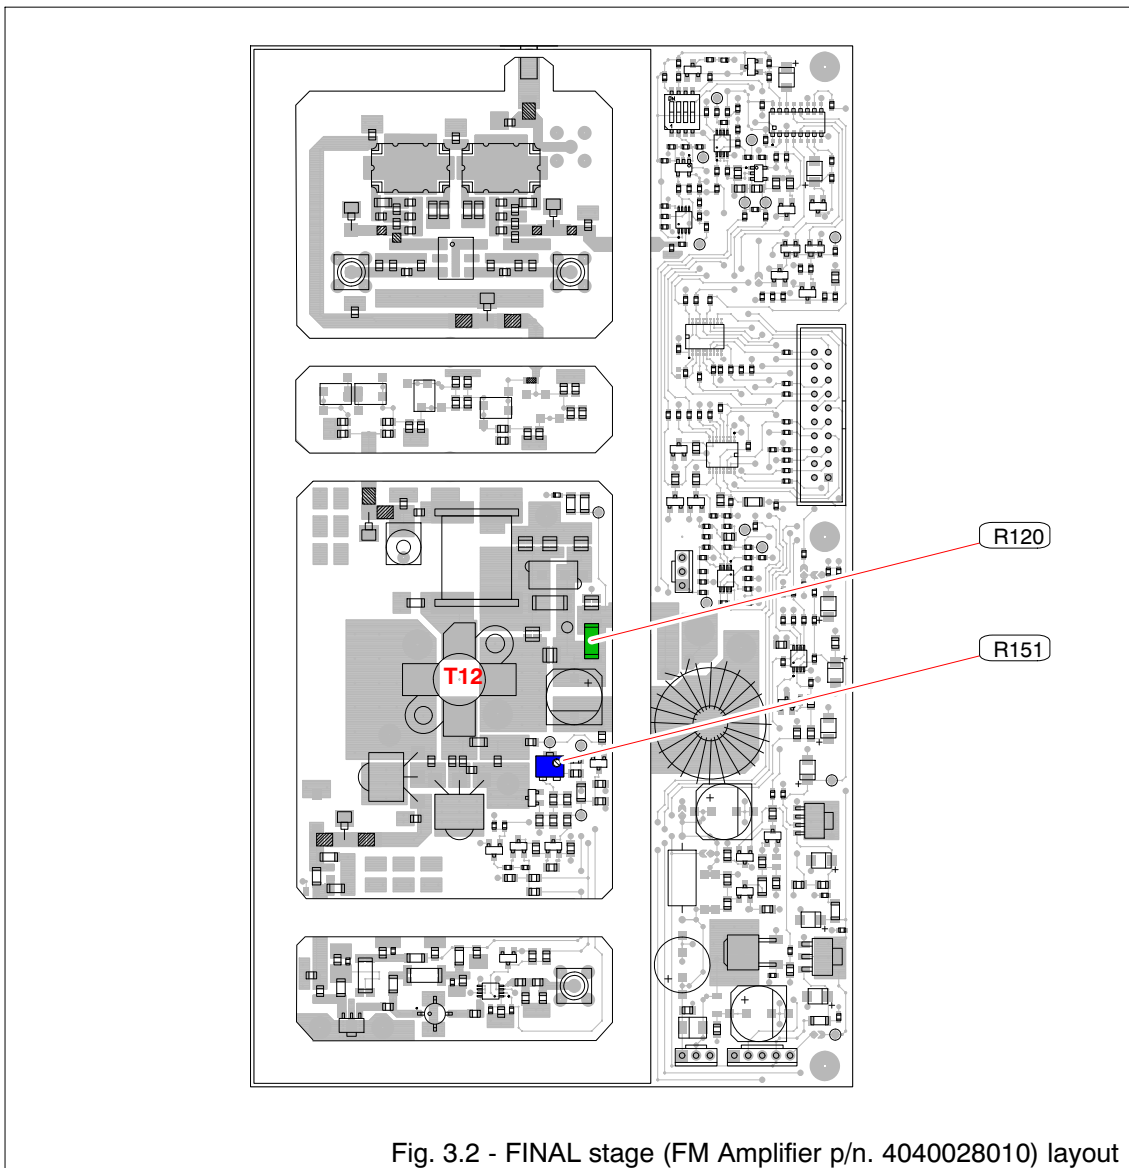 R120
R151
T12
Fig. 3.2 - FINAL stage (FM Amplifier p/n. 4040028010) layout